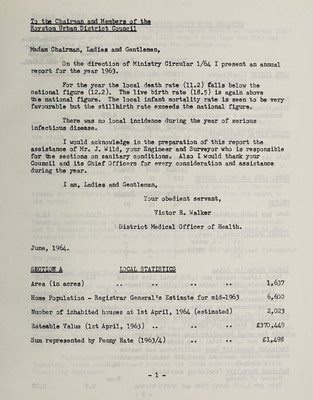 To the Chairman and Members of the
Royston Urban District Council
Madam Chairman, Ladies and Gentlemen,
On the direction of Ministry Circular 1/64 I present an annual
report for the year 1963.
For the year the local death rate (11.2) falls below the
national figure (12.2). The live birth rate (18.5) is again above
the national figure. The local infant mortality rate is seen to be very
favourable but the stillbirth rate exceeds the national figure.
There was no local incidence during the year of serious
infectious disease.
I would acknowledge in the preparation of this report the
assistance of Mr. J. Wild, your Engineer and Surveyor who is responsible
for the sections on sanitary conditions. Also I would thank your
Council and its Chief Officers for every consideration and assistance
during the year.
I am, Ladies and Gentleman,
Your obedient servant,
Victor R. Walker
District Medical Officer of Health.
June, 1964.
SECTION A LOCAL STATISTICS
Area (in acres) .. .. .. .. 1,637
Home Population - Registrar General's Estimate for mid-1963 6,600
Number of inhabited houses at 1st April, 1964 (estimated) 2,023
Rateable Value (1st April, 1963) .. .. .. £370,449
Sum represented by Penny Rate (1963/4) .. .. £1,498
- 1 -